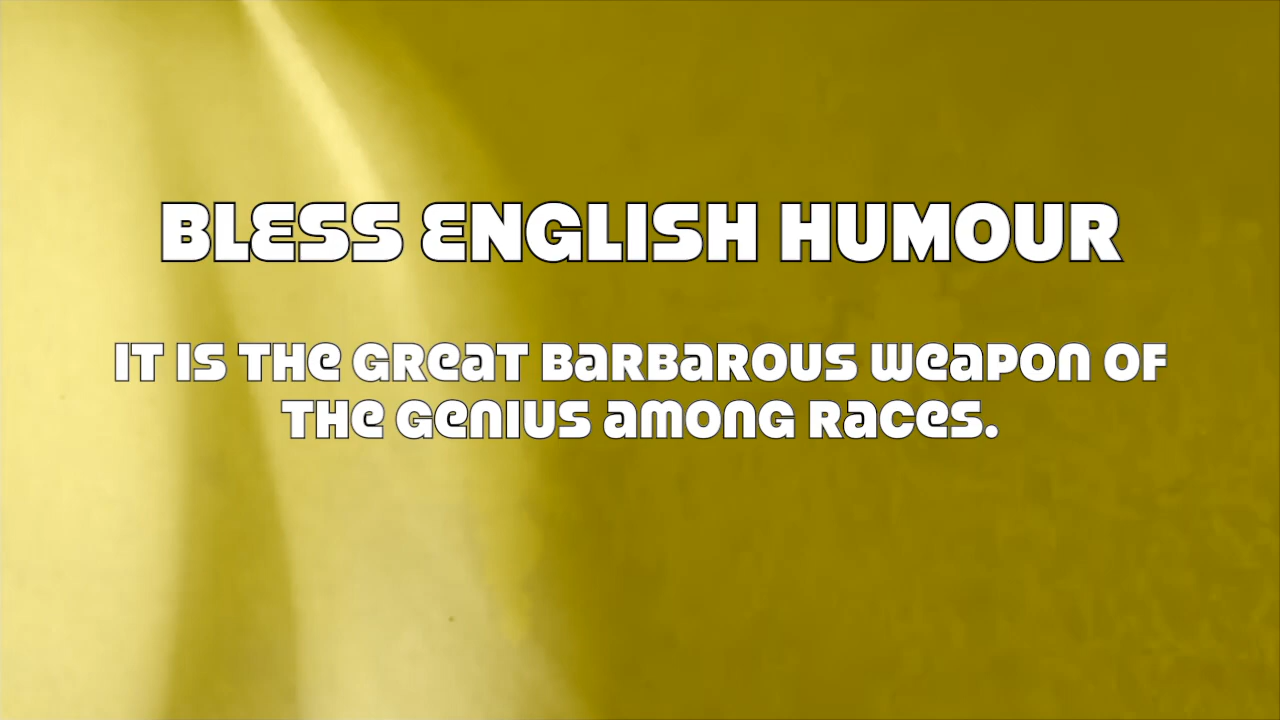 BLESS ENGLISH HUMOUR
IT IS THE GREAT BARBAROUS WEAPON OF
THE GENIUS AMONG RACES.